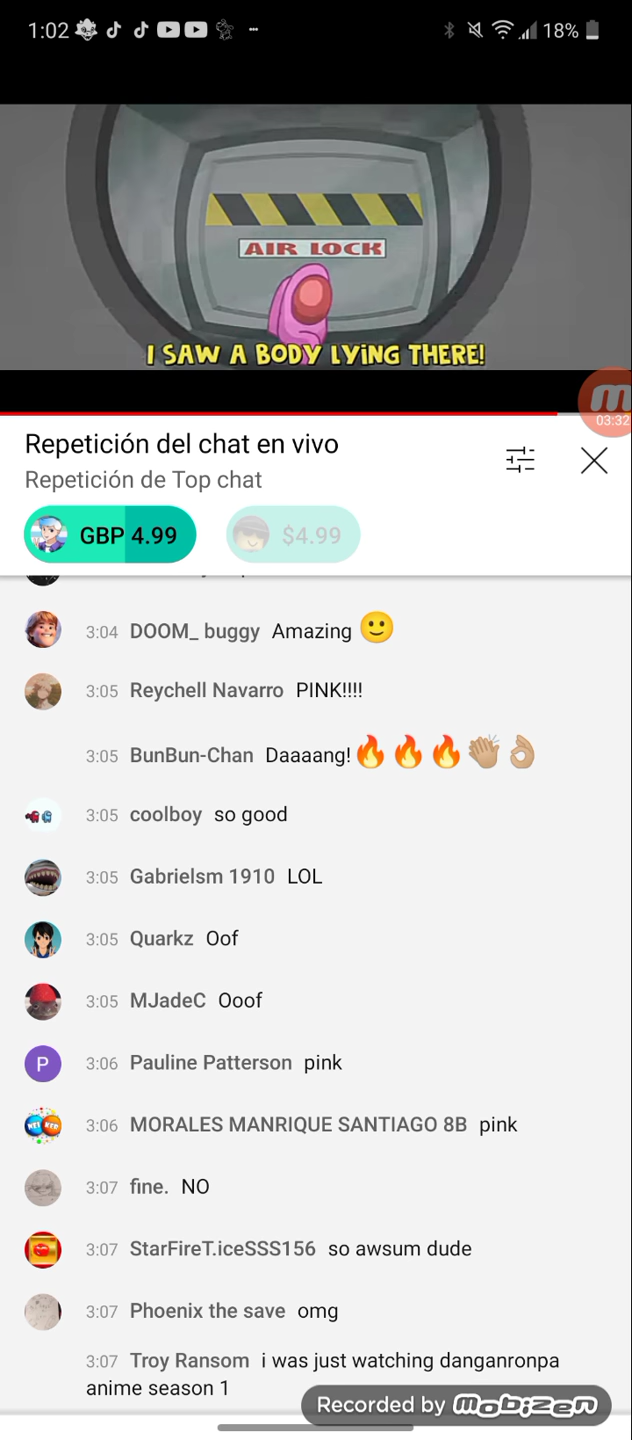 1:02 18%
AIR LOCK
I SAW A BODY LYING THERE!
03:32
Repetición del chat en vivo
Repetición de Top chat
GBP 4.99 $4.99
3:04 DOOM_ buggy Amazing 🙂
3:05 Reychell Navarro PINK!!!!
3:05 BunBun-Chan Daaaang!🔥🔥🔥👏🏼👌🏼
3:05 coolboy so good
3:05 Gabrielsm 1910 LOL
3:05 Quarkz Oof
3:05 MJadeC Ooof
P 3:06 Pauline Patterson pink
3:06 MORALES MANRIQUE SANTIAGO 8B pink
3:07 fine. NO
3:07 StarFireT.iceSSS156 so awsum dude
3:07 Phoenix the save omg
3:07 Troy Ransom i was just watching danganronpa
anime season 1
Recorded by mobizen